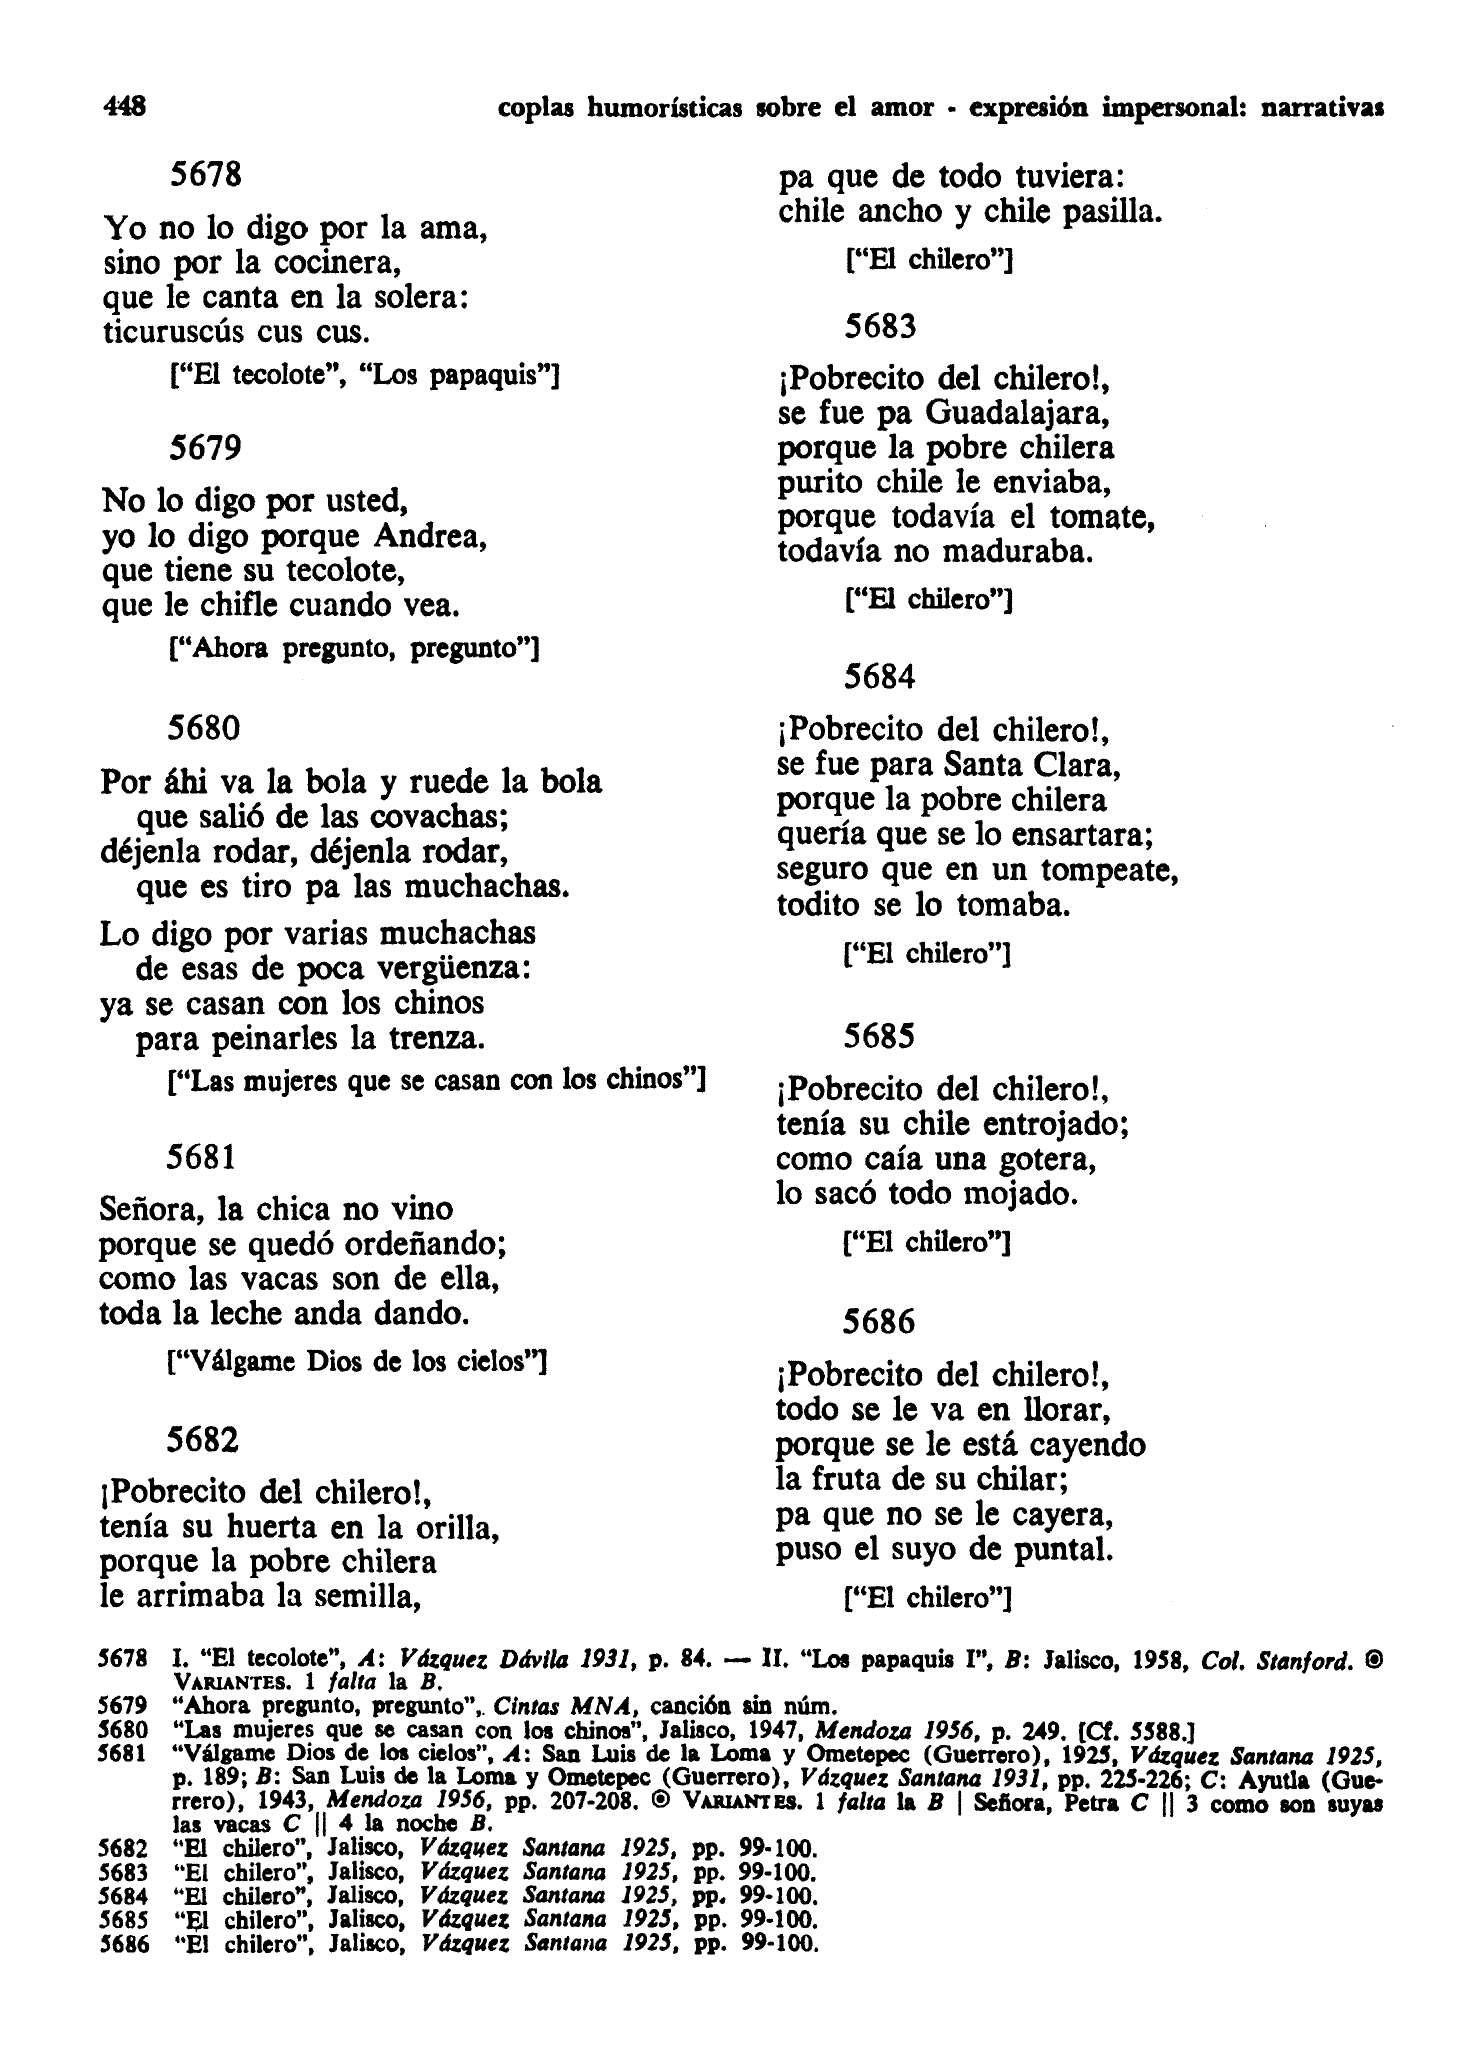 448
coplas humorísticas sobre el amor - expresión impersonal: narrativas
5678
Yo no lo digo por la ama,
sino por la cocinera,
que le canta en la solera:
ticuruscús cus cus.
[“El tecolote”, “Los papaquis”]
5679
No lo digo por usted,
yo lo digo porque Andrea,
que tiene su tecolote,
que le chifle cuando vea.
[“Ahora pregunto, pregunto”]
5680
Por áhi va la bola y ruede la bola
que salió de las covachas;
déjenla rodar, déjenla rodar,
que es tiro pa las muchachas.
Lo digo por varias muchachas
de esas de poca vergüenza:
ya se casan con los chinos
para peinarles la trenza.
[“Las mujeres que se casan con los chinos”]
5681
Señora, la chica no vino
porque se quedó ordeñando;
como las vacas son de ella,
toda la leche anda dando.
[“Válgame Dios de los cielos”]
5682
¡Pobrecito del chilero!,
tenía su huerta en la orilla,
porque la pobre chilera
le arrimaba la semilla,
pa que de todo tuviera:
chile ancho y chile pasilla.
[“El chilero”]
5683
¡Pobrecito del chilero!,
se fue pa Guadalajara,
porque la pobre chilera
purito chile le enviaba,
porque todavía el tomate,
todavía no maduraba.
[“El chilero”]
5684
¡Pobrecito del chilero!,
se fue para Santa Clara,
porque la pobre chilera
quería que se lo ensartara;
seguro que en un tompeate,
todito se lo tomaba.
[“El chilero”]
5685
¡Pobrecito del chilero!,
tenía su chile entrojado;
como caía una gotera,
lo sacó todo mojado.
[“El chilero”]
5686
¡Pobrecito del chilero!,
todo se le va en llorar,
porque se le está cayendo
la fruta de su chilar;
pa que no se le cayera,
puso el suyo de puntal.
[“El chilero”]
5678 I. “El tecolote”, A: Vázquez Dávila 1931, p. 84. — II. “Los papaquis I”, B: Jalisco, 1958, Col. Stanford. ⊚
VARIANTES. 1 falta la B.
5679 “Ahora pregunto, pregunto”, Cintas MNA, canción sin núm.
5680 “Las mujeres que se casan con los chinos”, Jalisco, 1947, Mendoza 1956, p. 249. [Cf. 5588.]
5681 “Válgame Dios de los cielos”, A: San Luis de la Loma y Ometepec (Guerrero), 1925, Vázquez Santana 1925,
p. 189; B: San Luis de la Loma y Ometepec (Guerrero), Vázquez Santana 1931, pp. 225-226; C: Ayutla (Gue-
rrero), 1943, Mendoza 1956, pp. 207-208. ⊚ VARIANTES. 1 falta la B | Señora, Petra C || 3 como son suyas
las vacas C || 4 la noche B.
5682 “El chilero”, Jalisco, Vázquez Santana 1925, pp. 99-100.
5683 “El chilero”, Jalisco, Vázquez Santana 1925, pp. 99-100.
5684 “El chilero”, Jalisco, Vázquez Santana 1925, pp. 99-100.
5685 “El chilero”, Jalisco, Vázquez Santana 1925, pp. 99-100.
5686 “El chilero”, Jalisco, Vázquez Santana 1925, pp. 99-100.